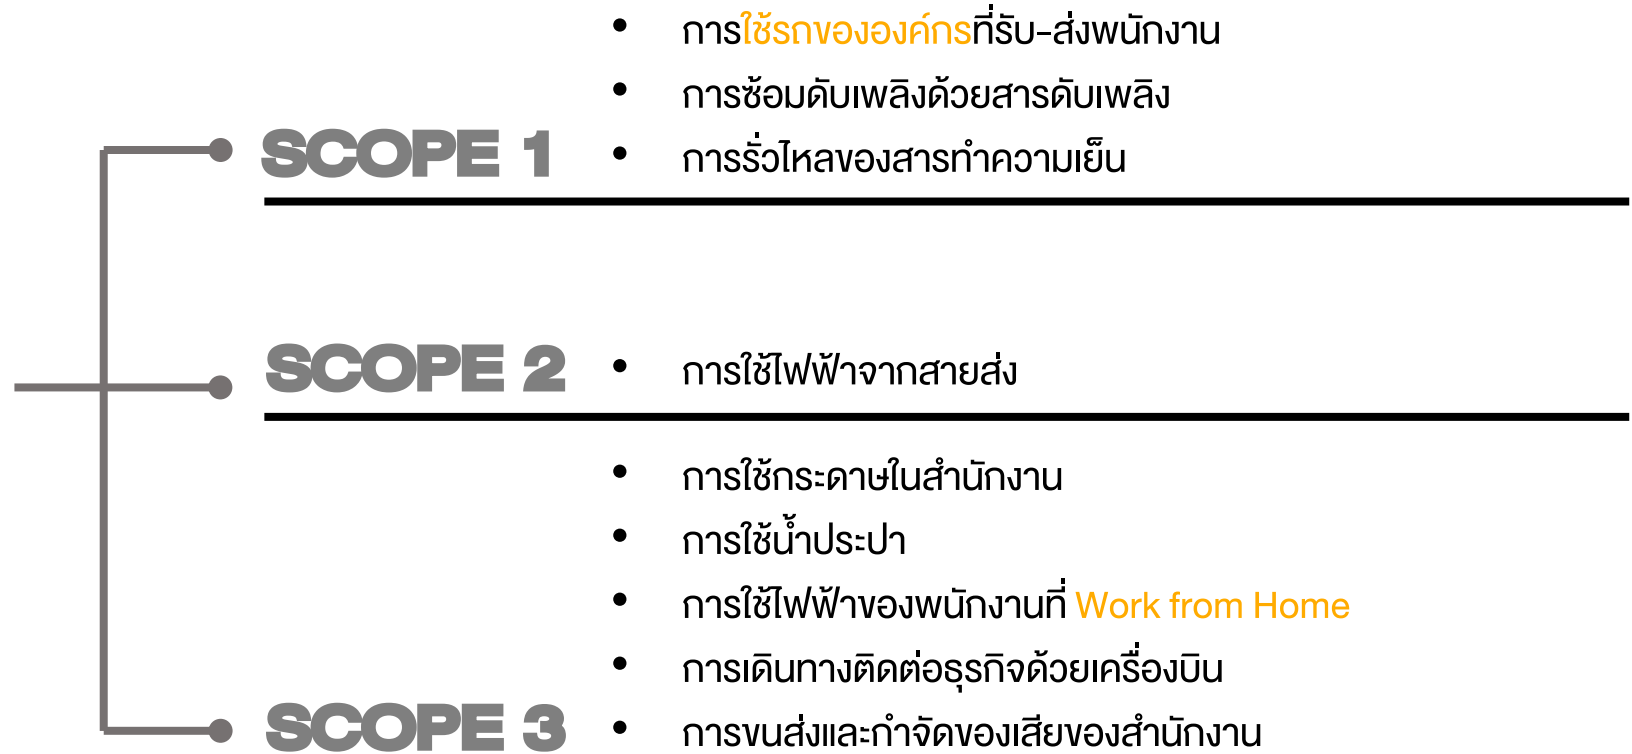 การใช้รถขององค์กรที่รับ-ส่งพนักงาน
การซ้อมดับเพลิงด้วยสารดับเพลิง
SCOPE 1
การรั่วไหลของสารทำความเย็น
SCOPE 2
การใช้ไฟฟ้าจากสายส่ง
การใช้กระดาษในสำนักงาน
การใช้น้ำประปา
การใช้ไฟฟ้าของพนักงานที่ Work from Home
การเดินทางติดต่อธุรกิจด้วยเครื่องบิน
SCOPE 3
การขนส่งและกำจัดของเสียของสำนักงาน